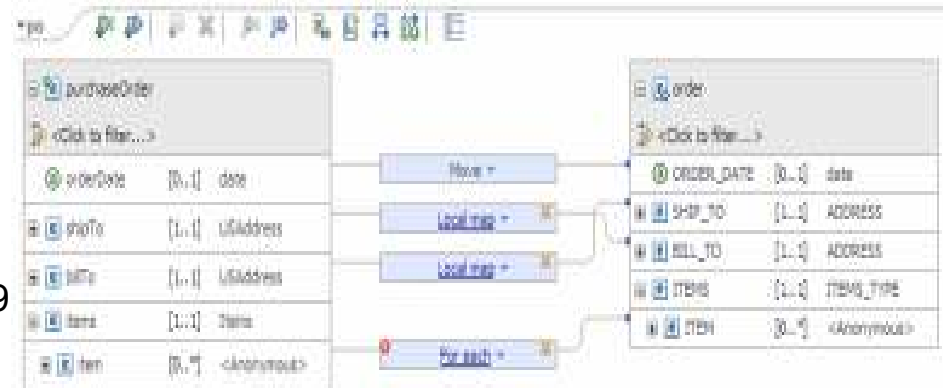 *po
purchaseOrder
<Click to filter...>
orderDate [0..1] date
shipTo [1..1] USAddress
billTo [1..1] USAddress
items [1..1] Items
item [0..*] <Anonymous>
Move
Local map
Local map
For each
order
<Click to filter...>
ORDER_DATE [0..1] date
SHIP_TO [1..1] ADDRESS
BILL_TO [1..1] ADDRESS
ITEMS [1..1] ITEMS_TYPE
ITEM [0..*] <Anonymous>
9